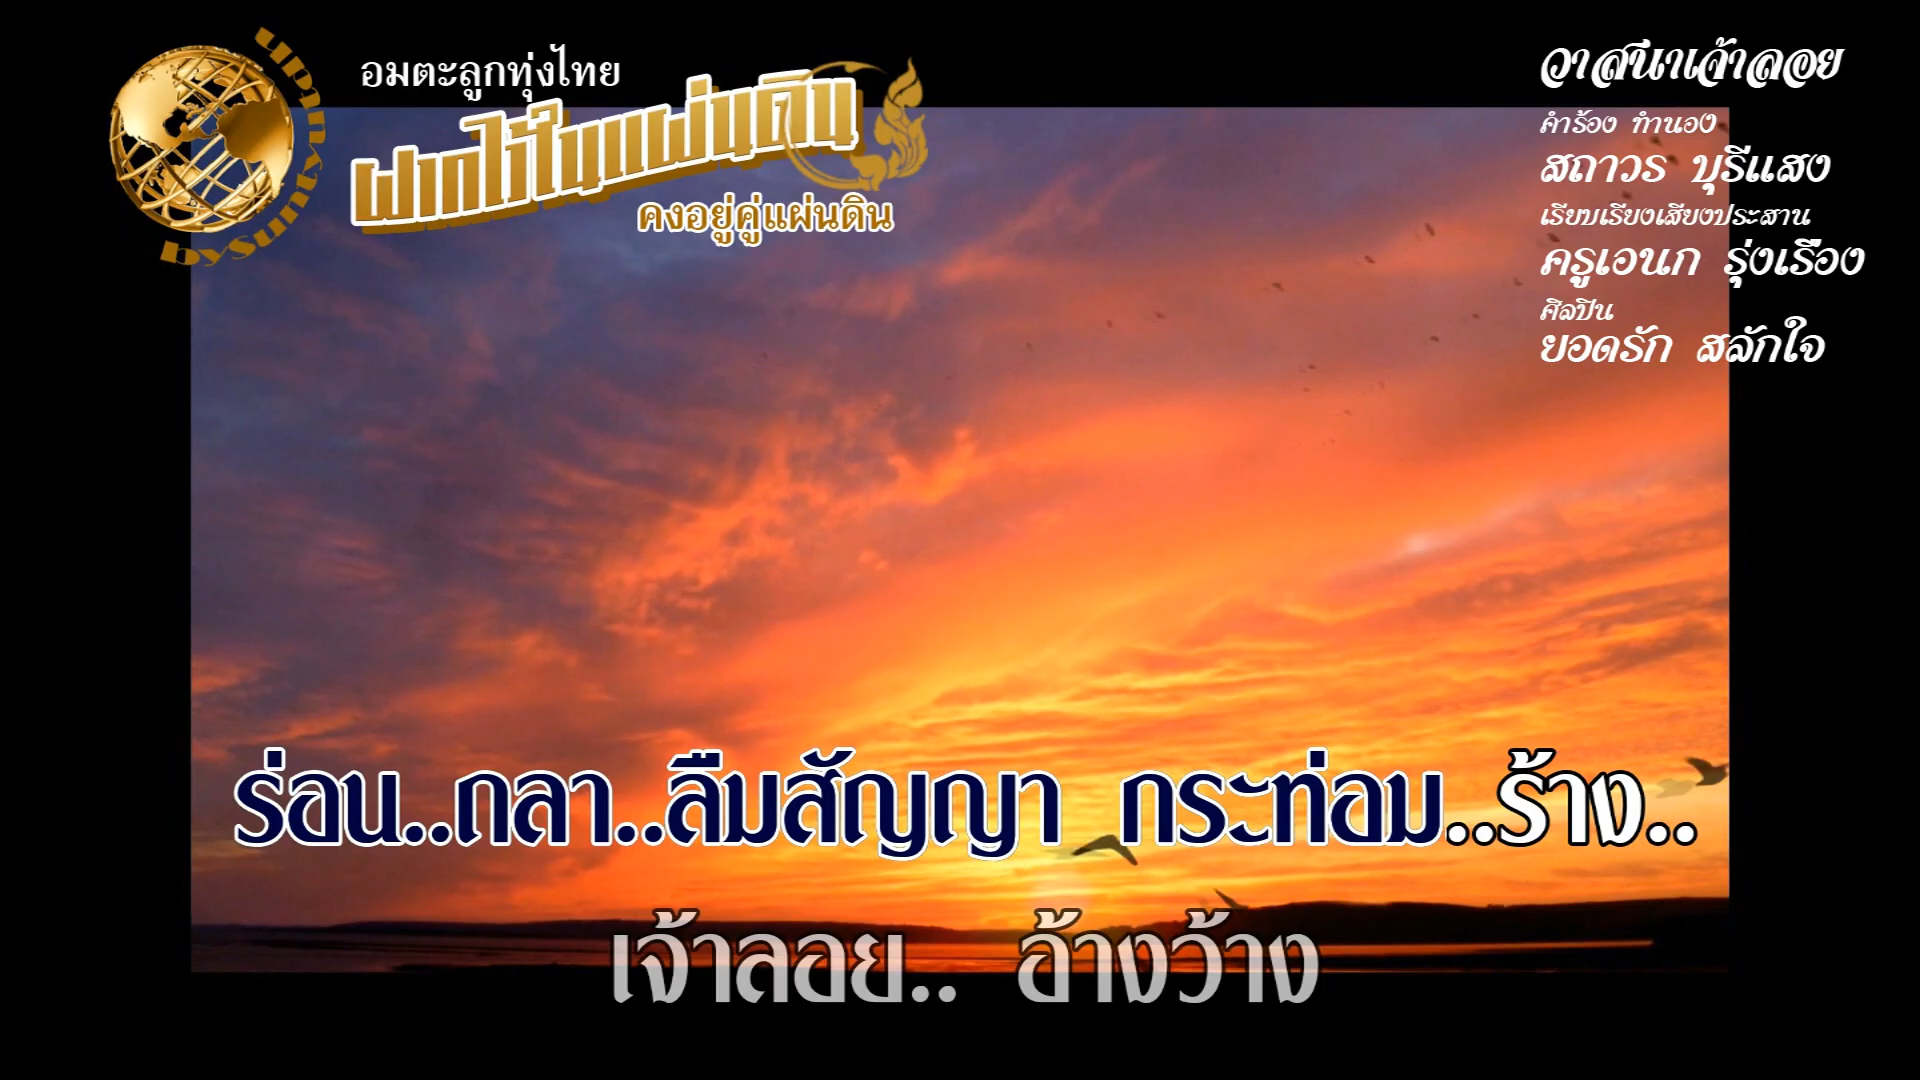 อมตะลูกทุ่งไทย
ฝากไว้ในแผ่นดิน
คงอยู่คู่แผ่นดิน
bySuntunyadn
วาสนาเจ้าลอย
คำร้อง ทำนอง
สถาวร บุรีแสง
เรียบเรียงเสียงประสาน
ครูเอนก รุ่งเรือง
ศิลปิน
ยอดรัก สลักใจ
ร่อน..ถลา..ลืมสัญญา กระท่อม..ร้าง..
เจ้าลอย.. อ้างว้าง